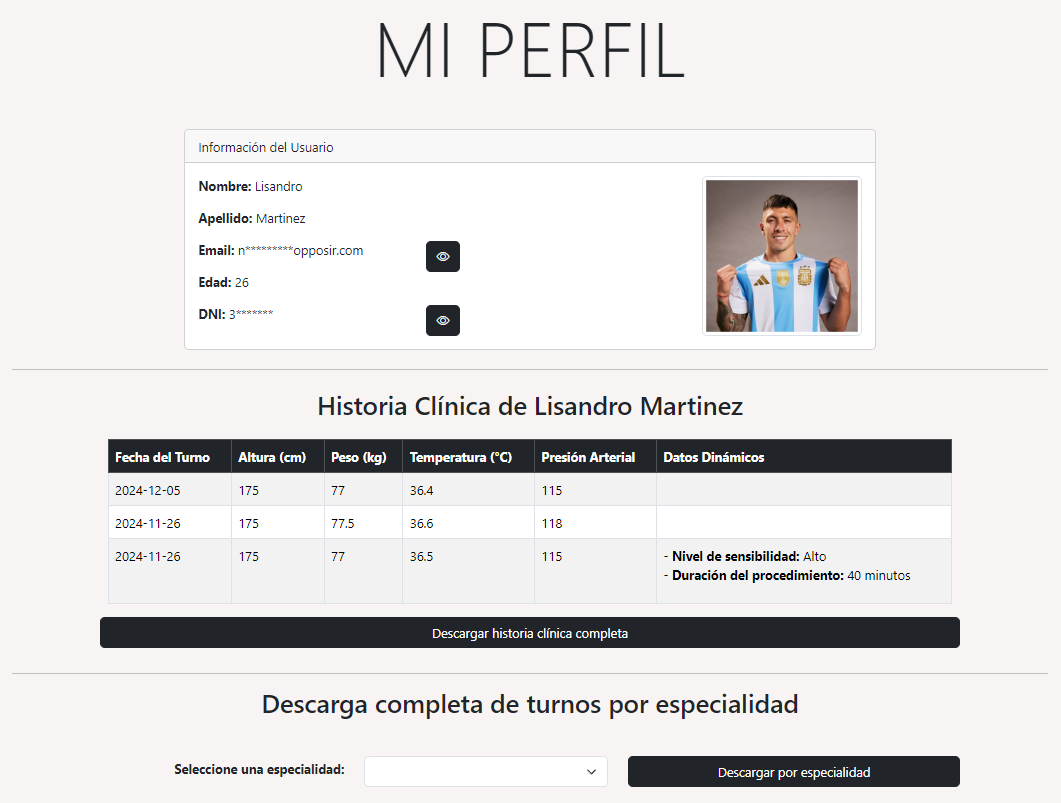 MI PERFIL
Información del Usuario
Nombre: Lisandro
Apellido: Martinez
Email: n*********opposir.com
Edad: 26
DNI: 3*******
Historia Clínica de Lisandro Martinez
Fecha del Turno Altura (cm) Peso (kg) Temperatura (°C) Presión Arterial Datos Dinámicos
2024-12-05 175 77 36.4 115
2024-11-26 175 77.5 36.6 118
2024-11-26 175 77 36.5 115 - Nivel de sensibilidad: Alto
- Duración del procedimiento: 40 minutos
Descargar historia clínica completa
Descarga completa de turnos por especialidad
Seleccione una especialidad: Descargar por especialidad